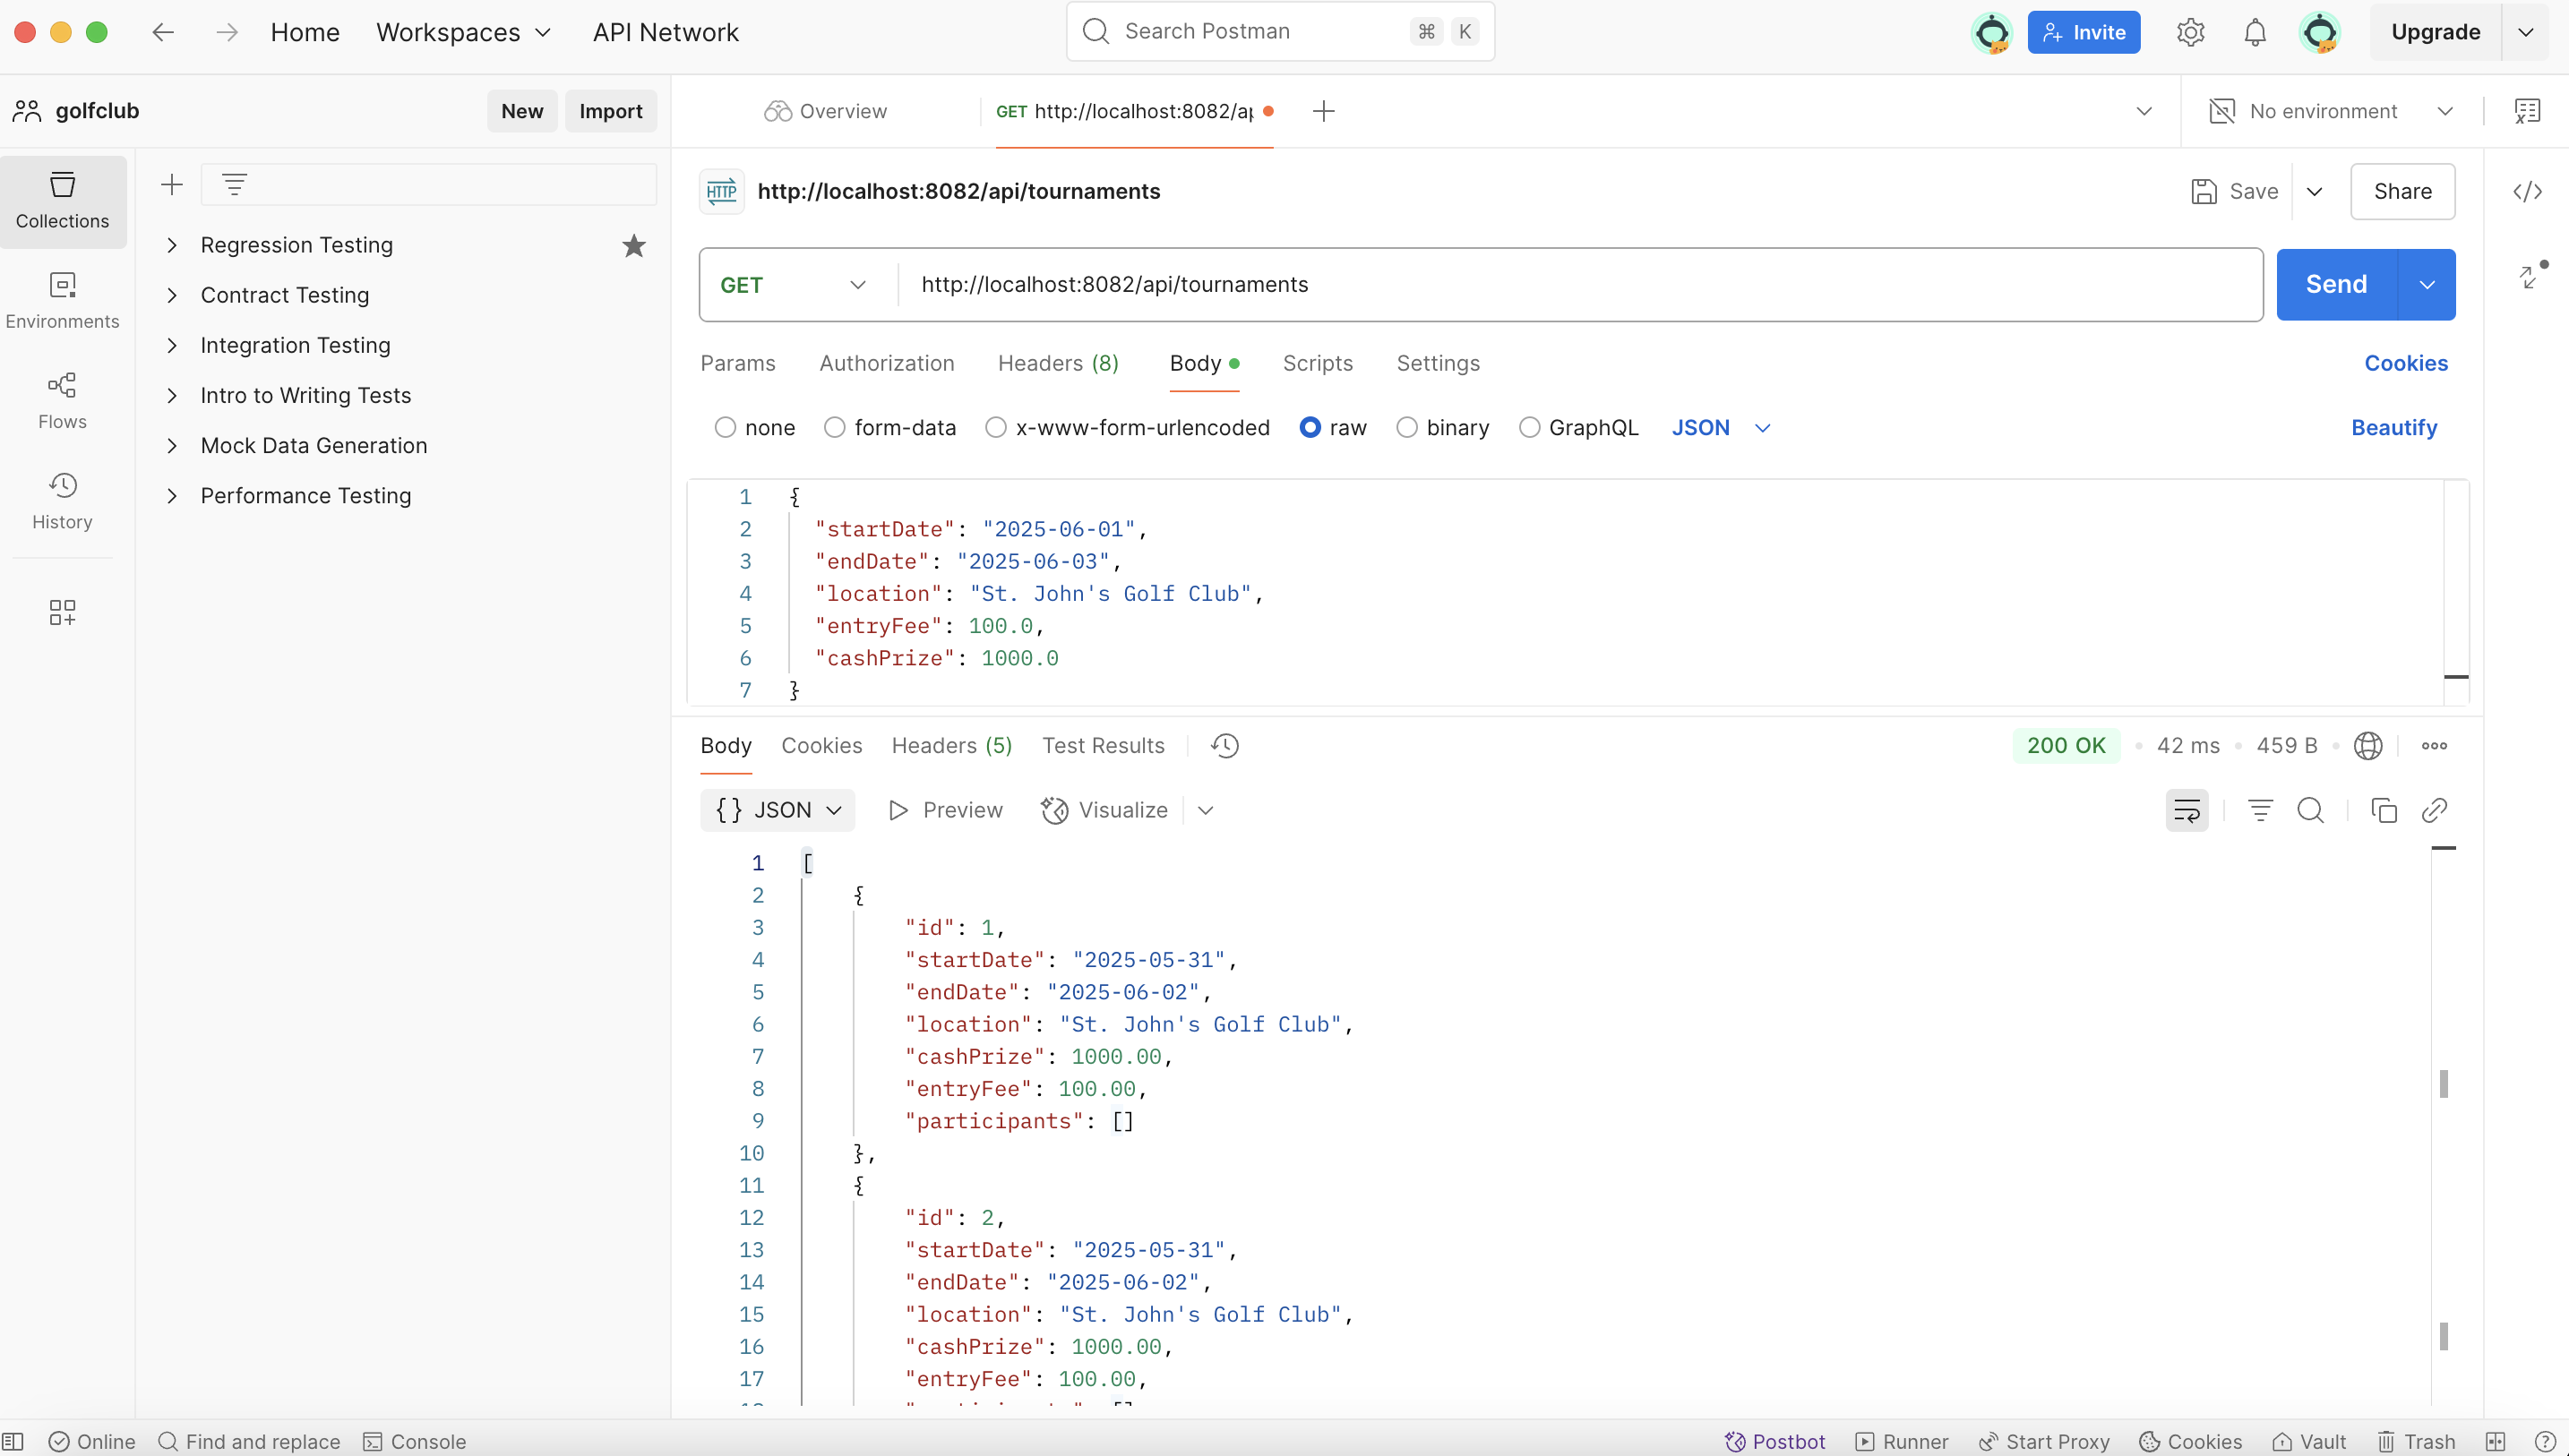 Home Workspaces API Network Search Postman ⌘ K Invite Upgrade
golfclub New Import Overview GET http://localhost:8082/ap No environment
Collections
Environments
Flows
History
Regression Testing
Contract Testing
Integration Testing
Intro to Writing Tests
Mock Data Generation
Performance Testing
HTTP http://localhost:8082/api/tournaments Save Share
GET http://localhost:8082/api/tournaments Send
Params Authorization Headers (8) Body Scripts Settings Cookies
none form-data x-www-form-urlencoded raw binary GraphQL JSON Beautify
1 {
2 "startDate": "2025-06-01",
3 "endDate": "2025-06-03",
4 "location": "St. John's Golf Club",
5 "entryFee": 100.0,
6 "cashPrize": 1000.0
7 }
Body Cookies Headers (5) Test Results 200 OK 42 ms 459 B
{} JSON Preview Visualize
1 [
2 {
3 "id": 1,
4 "startDate": "2025-05-31",
5 "endDate": "2025-06-02",
6 "location": "St. John's Golf Club",
7 "cashPrize": 1000.00,
8 "entryFee": 100.00,
9 "participants": []
10 },
11 {
12 "id": 2,
13 "startDate": "2025-05-31",
14 "endDate": "2025-06-02",
15 "location": "St. John's Golf Club",
16 "cashPrize": 1000.00,
17 "entryFee": 100.00,
Online Find and replace Console Postbot Runner Start Proxy Cookies Vault Trash